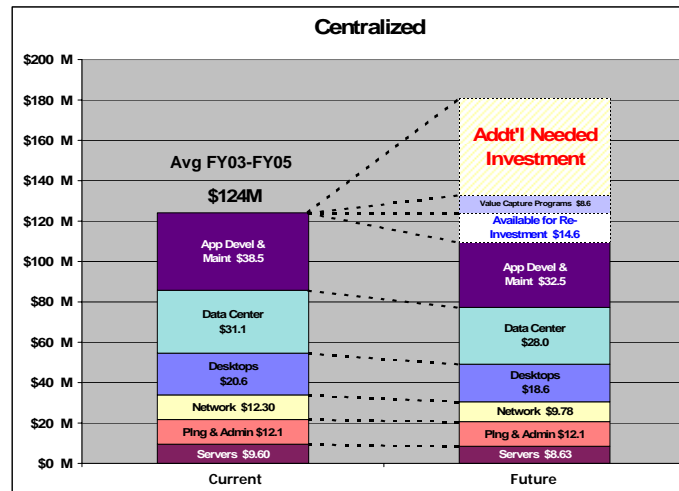 Centralized
$200 M
$180 M
$160 M
$140 M
$120 M
$100 M
$80 M
$60 M
$40 M
$20 M
$0 M
Avg FY03-FY05
$124M
App Devel &
Maint $38.5
Data Center
$31.1
Desktops
$20.6
Network $12.30
Plng & Admin $12.1
Servers $9.60
Addt'l Needed
Investment
Value Capture Programs $8.6
Available for Re-
Investment $14.6
App Devel &
Maint $32.5
Data Center
$28.0
Desktops
$18.6
Network $9.78
Plng & Admin $12.1
Servers $8.63
Current
Future